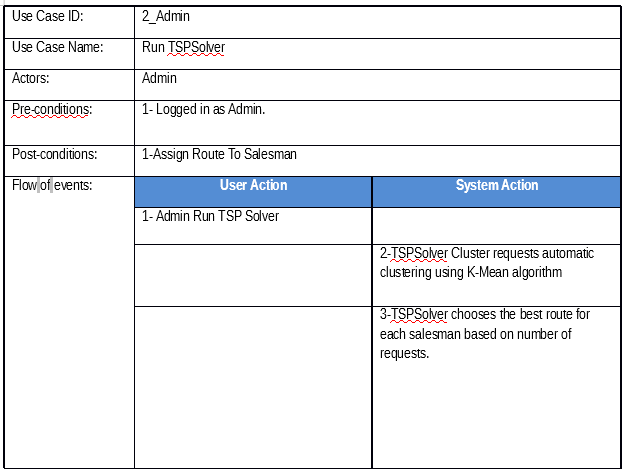 Use Case ID: 2_Admin
Use Case Name: Run TSPSolver
Actors: Admin
Pre-conditions: 1- Logged in as Admin.
Post-conditions: 1-Assign Route To Salesman
Flow of events: User Action System Action
1- Admin Run TSP Solver
2-TSPSolver Cluster requests automatic
clustering using K-Mean algorithm
3-TSPSolver chooses the best route for
each salesman based on number of
requests.